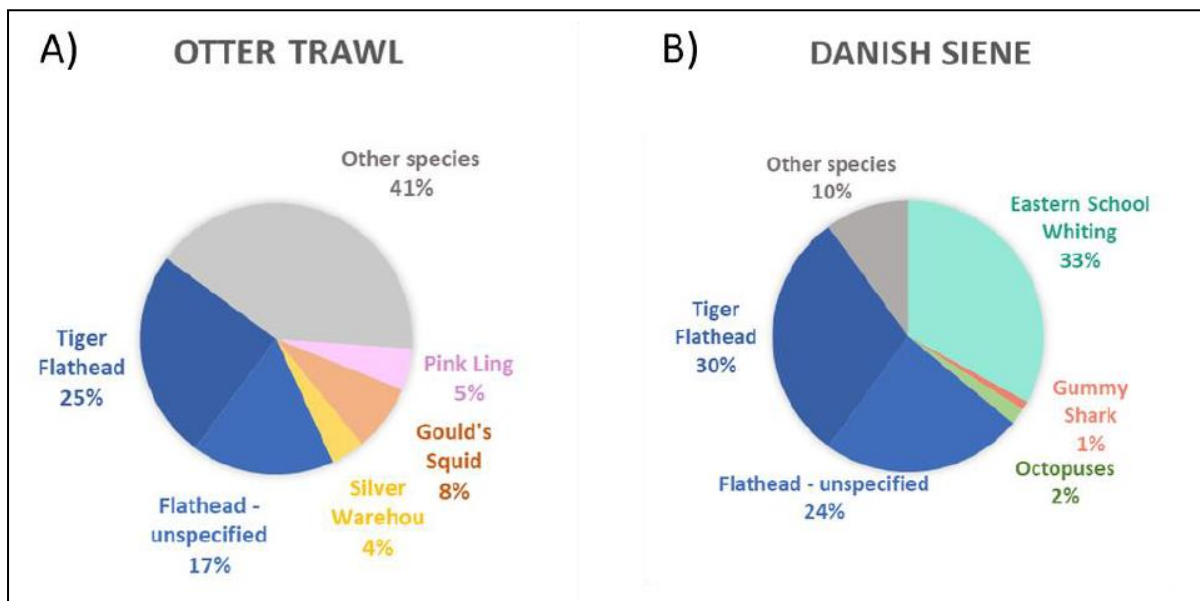 A)
OTTER TRAWL
Other species
41%
Pink Ling
5%
Gould's
Squid
8%
Silver
Warehou
4%
Flathead -
unspecified
17%
Tiger
Flathead
25%
B)
DANISH SIENE
Other species
10%
Eastern School
Whiting
33%
Gummy
Shark
1%
Octopuses
2%
Flathead - unspecified
24%
Tiger
Flathead
30%